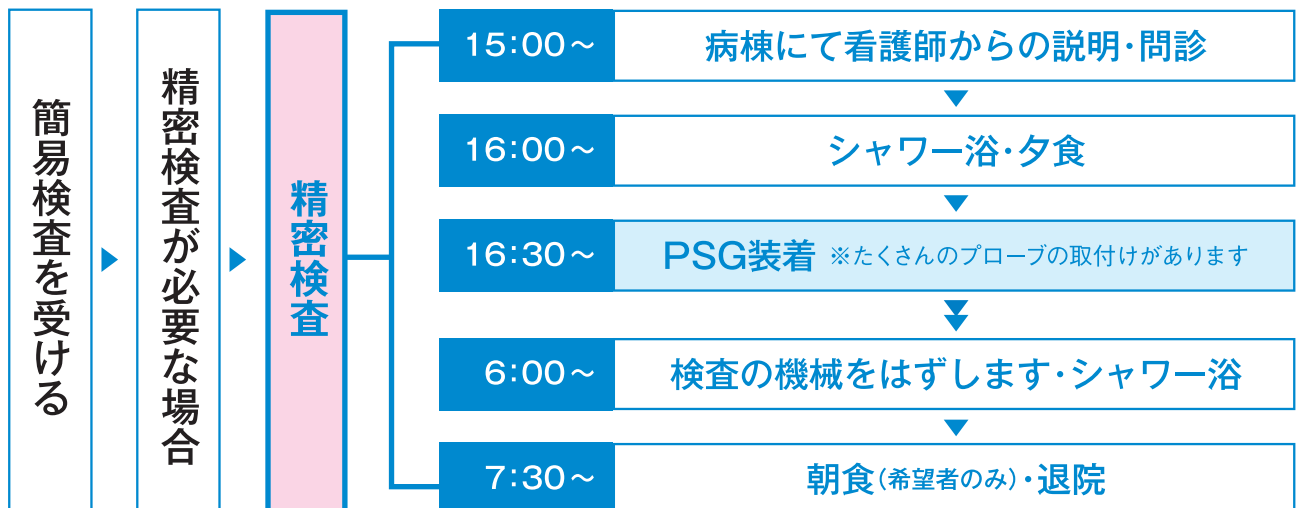 簡易検査を受ける
精密検査が必要な場合
精密検査
15:00～ 病棟にて看護師からの説明・問診
16:00～ シャワー浴・夕食
16:30～ PSG装着 ※たくさんのプローブの取付けがあります
6:00～ 検査の機械をはずします・シャワー浴
7:30～ 朝食(希望者のみ)・退院